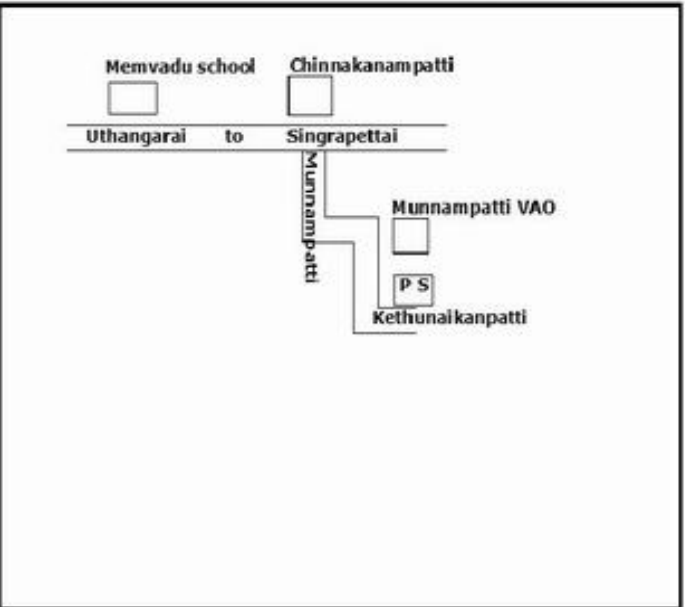 Memvadu school
Chinnakanampatti
Uthangarai to Singrapettai
Munnampatti
Munnampatti VAO
P S
Kethunaikanpatti